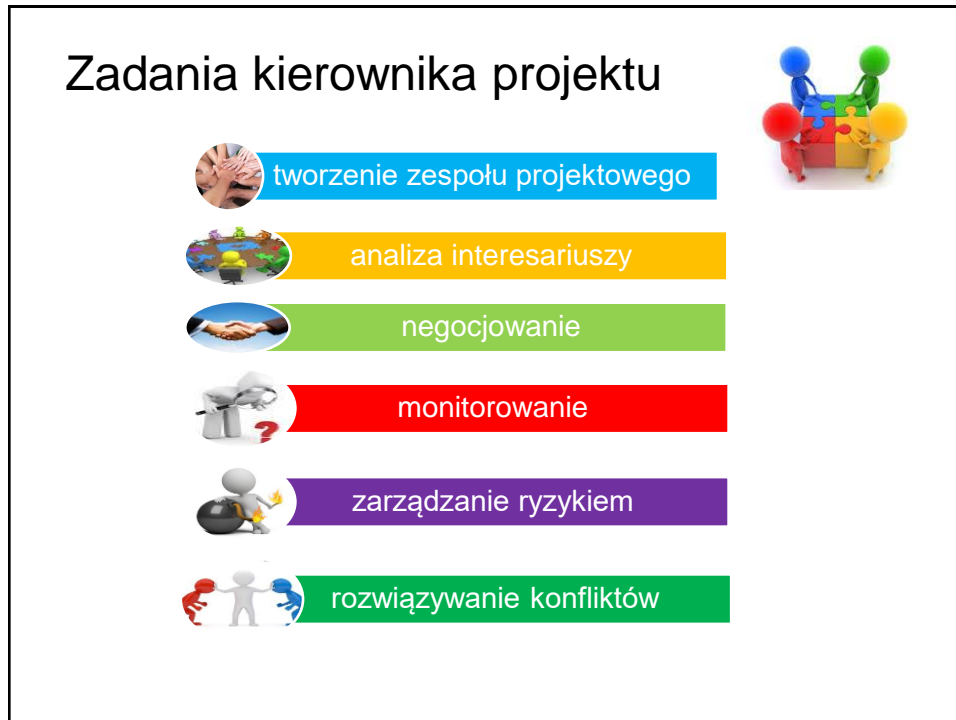 Zadania kierownika projektu
tworzenie zespołu projektowego
analiza interesariuszy
negocjowanie
monitorowanie
zarządzanie ryzykiem
rozwiązywanie konfliktów